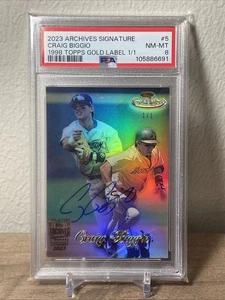 2023 ARCHIVES SIGNATURE #5
CRAIG BIGGIO NM-MT
1998 TOPPS GOLD LABEL 1/1 8
PSA 105886691
1/1
Craig Biggio